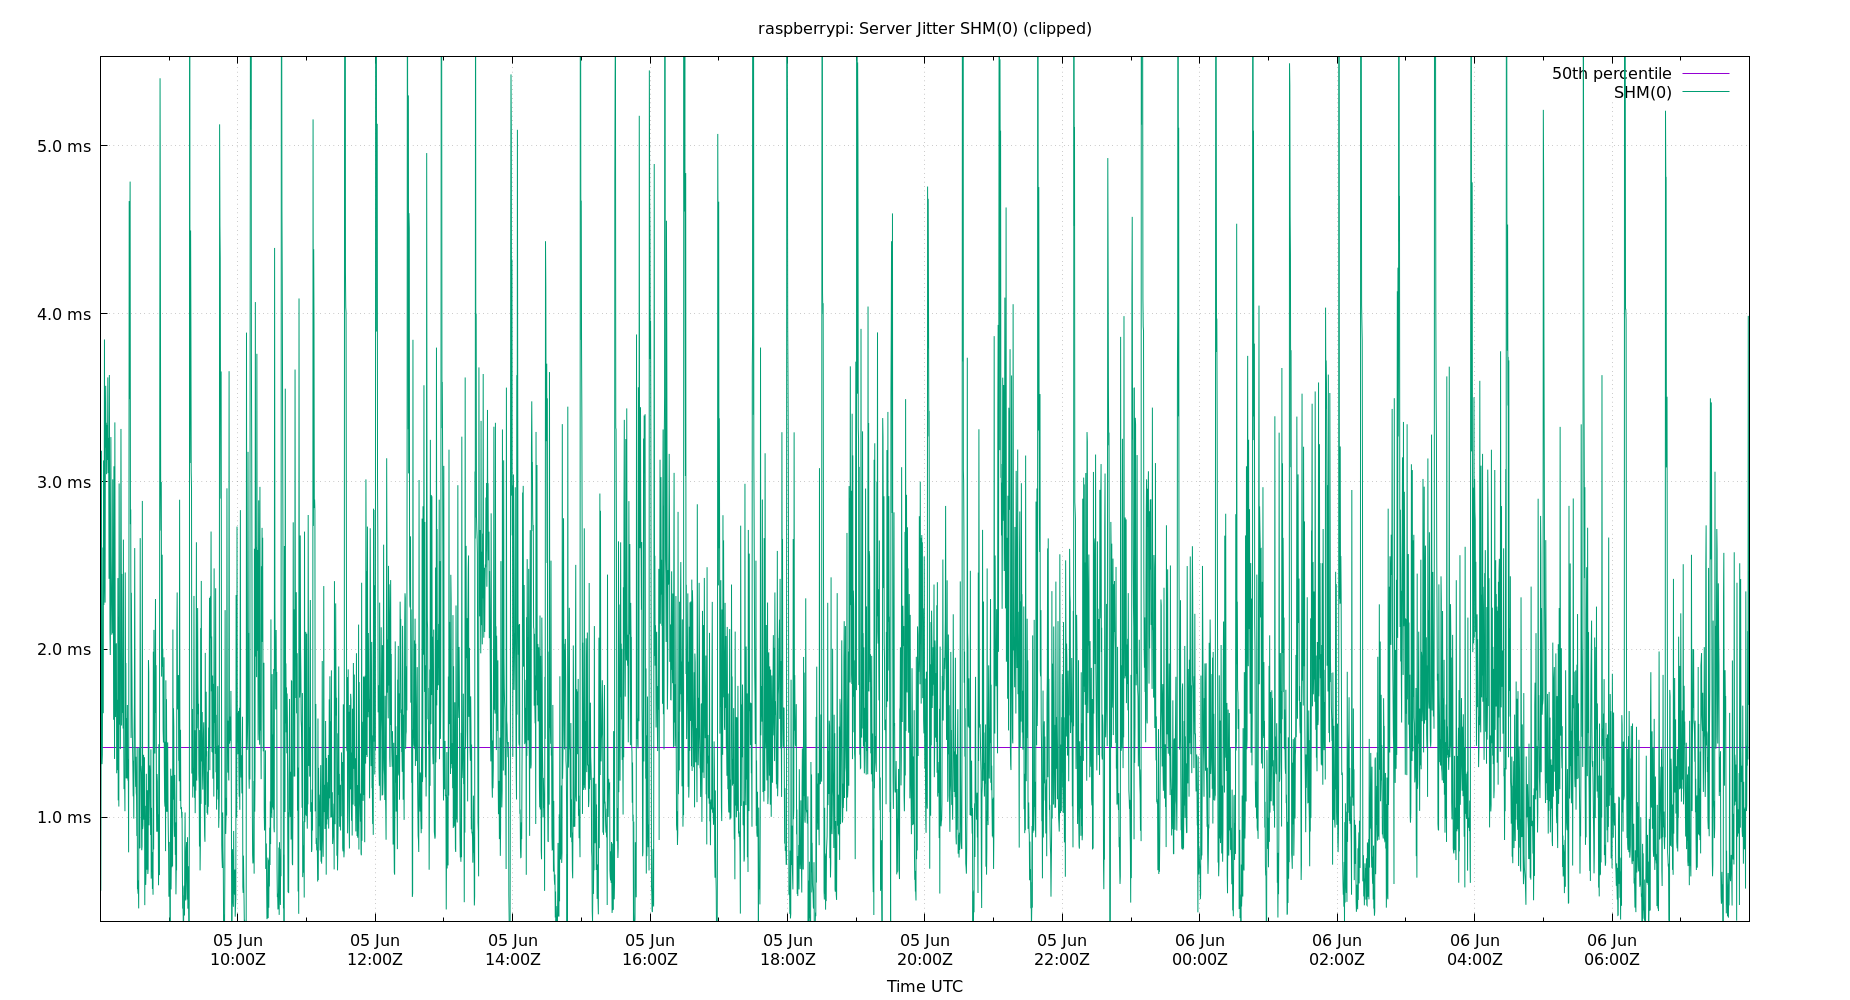 raspberrypi: Server Jitter SHM(0) (clipped)
50th percentile
SHM(0)
5.0 ms
4.0 ms
3.0 ms
2.0 ms
1.0 ms
05 Jun 05 Jun 05 Jun 05 Jun 05 Jun 05 Jun 05 Jun 06 Jun 06 Jun 06 Jun 06 Jun
10:00Z 12:00Z 14:00Z 16:00Z 18:00Z 20:00Z 22:00Z 00:00Z 02:00Z 04:00Z 06:00Z
Time UTC